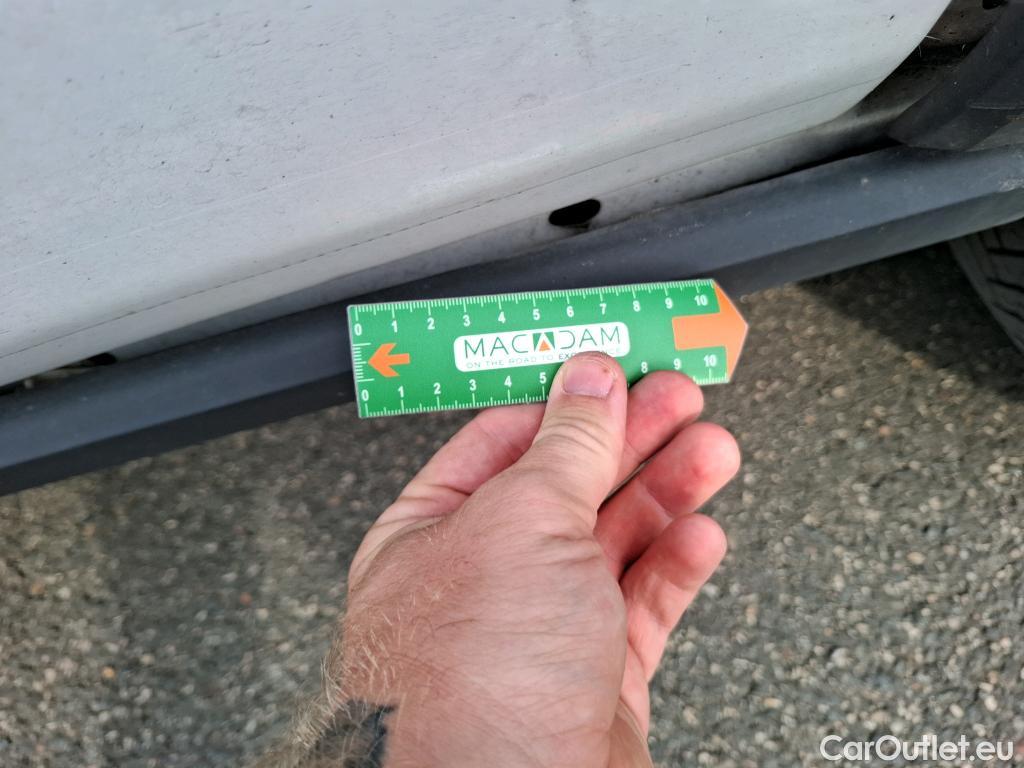 0 1 2 3 4 5 6 7 8 9 10
MACADAM
ON THE ROAD TO
0 1 2 3 4 5 8 9 10
CarOutlet.eu